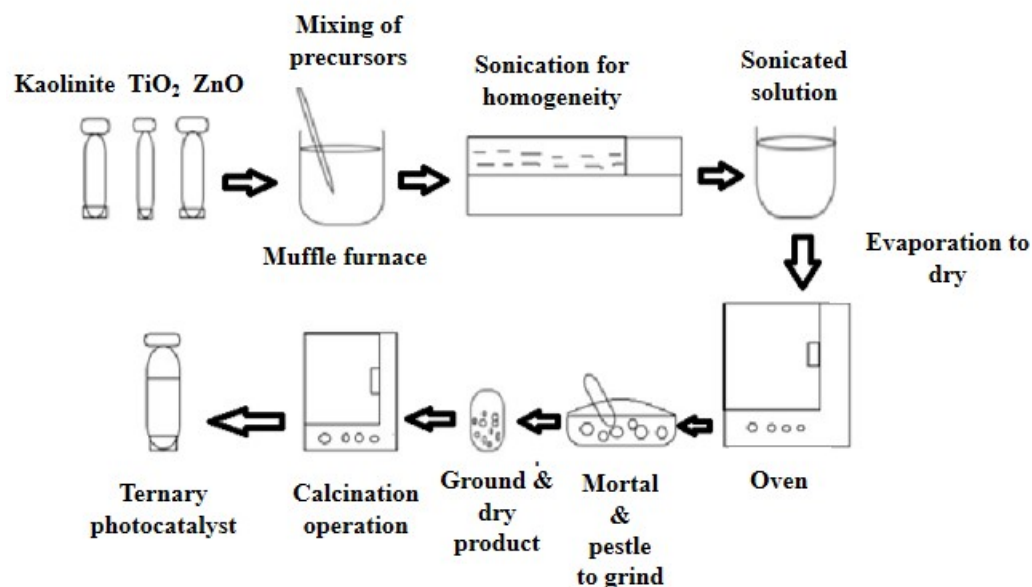 Mixing of
precursors
Kaolinite TiO₂ ZnO
Sonication for
homogeneity
Sonicated
solution
Muffle furnace
Evaporation to
dry
Oven
Mortal
&
pestle
to grind
Ground &
dry
product
Calcination
operation
Ternary
photocatalyst